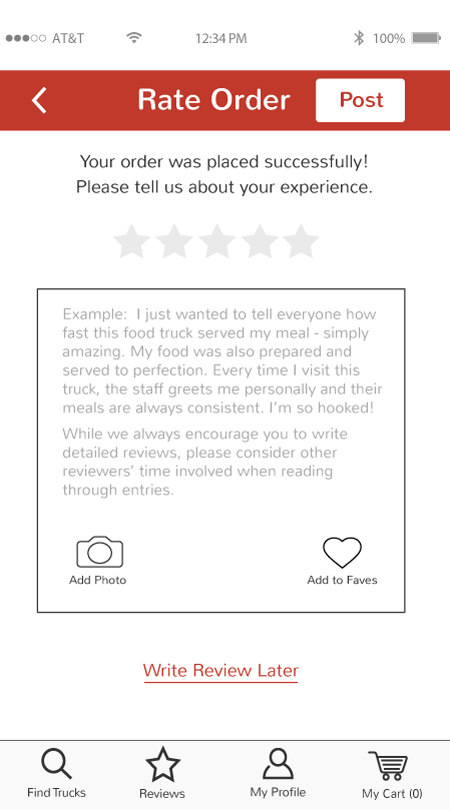 AT&T 12:34 PM 100%
Rate Order Post
Your order was placed successfully!
Please tell us about your experience.
Example:  I just wanted to tell everyone how
fast this food truck served my meal - simply
amazing. My food was also prepared and
served to perfection. Every time I visit this
truck, the staff greets me personally and their
meals are always consistent. I'm so hooked!
While we always encourage you to write
detailed reviews, please consider other
reviewers' time involved when reading
through entries.
Add Photo Add to Faves
Write Review Later
Find Trucks Reviews My Profile My Cart (0)